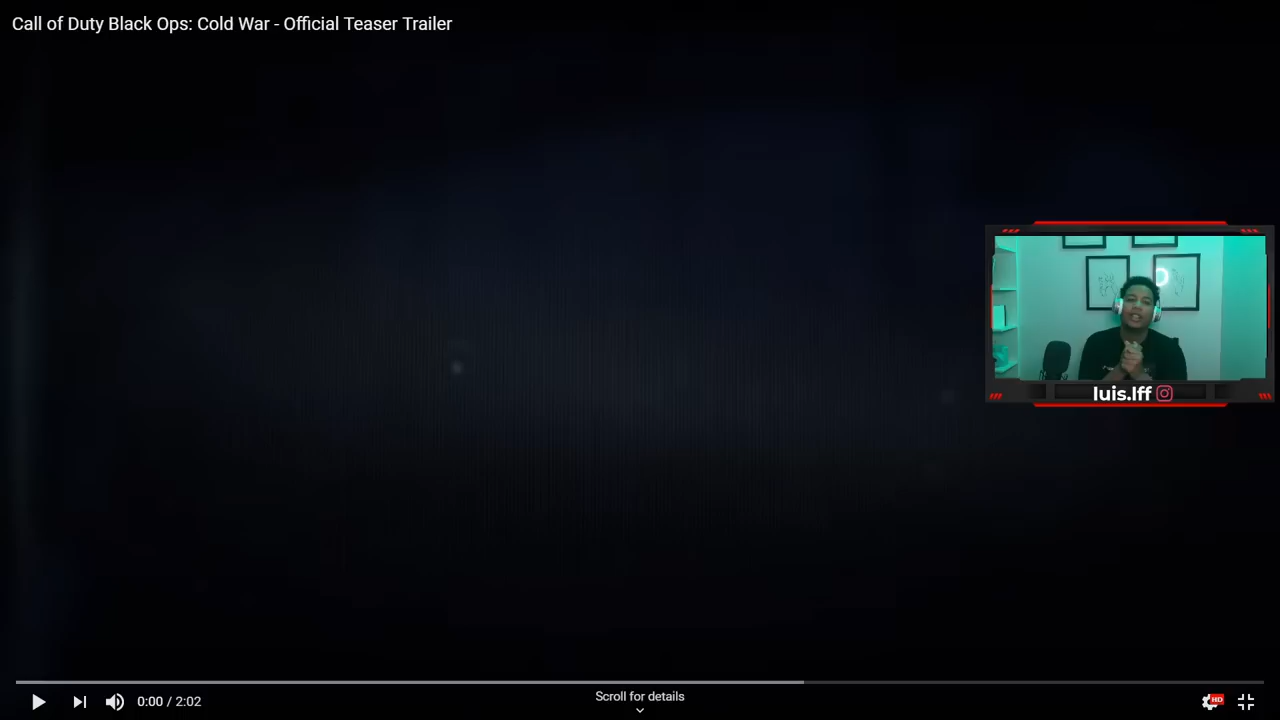 Call of Duty Black Ops: Cold War - Official Teaser Trailer
luis.lff
Scroll for details
0:00 / 2:02
HD